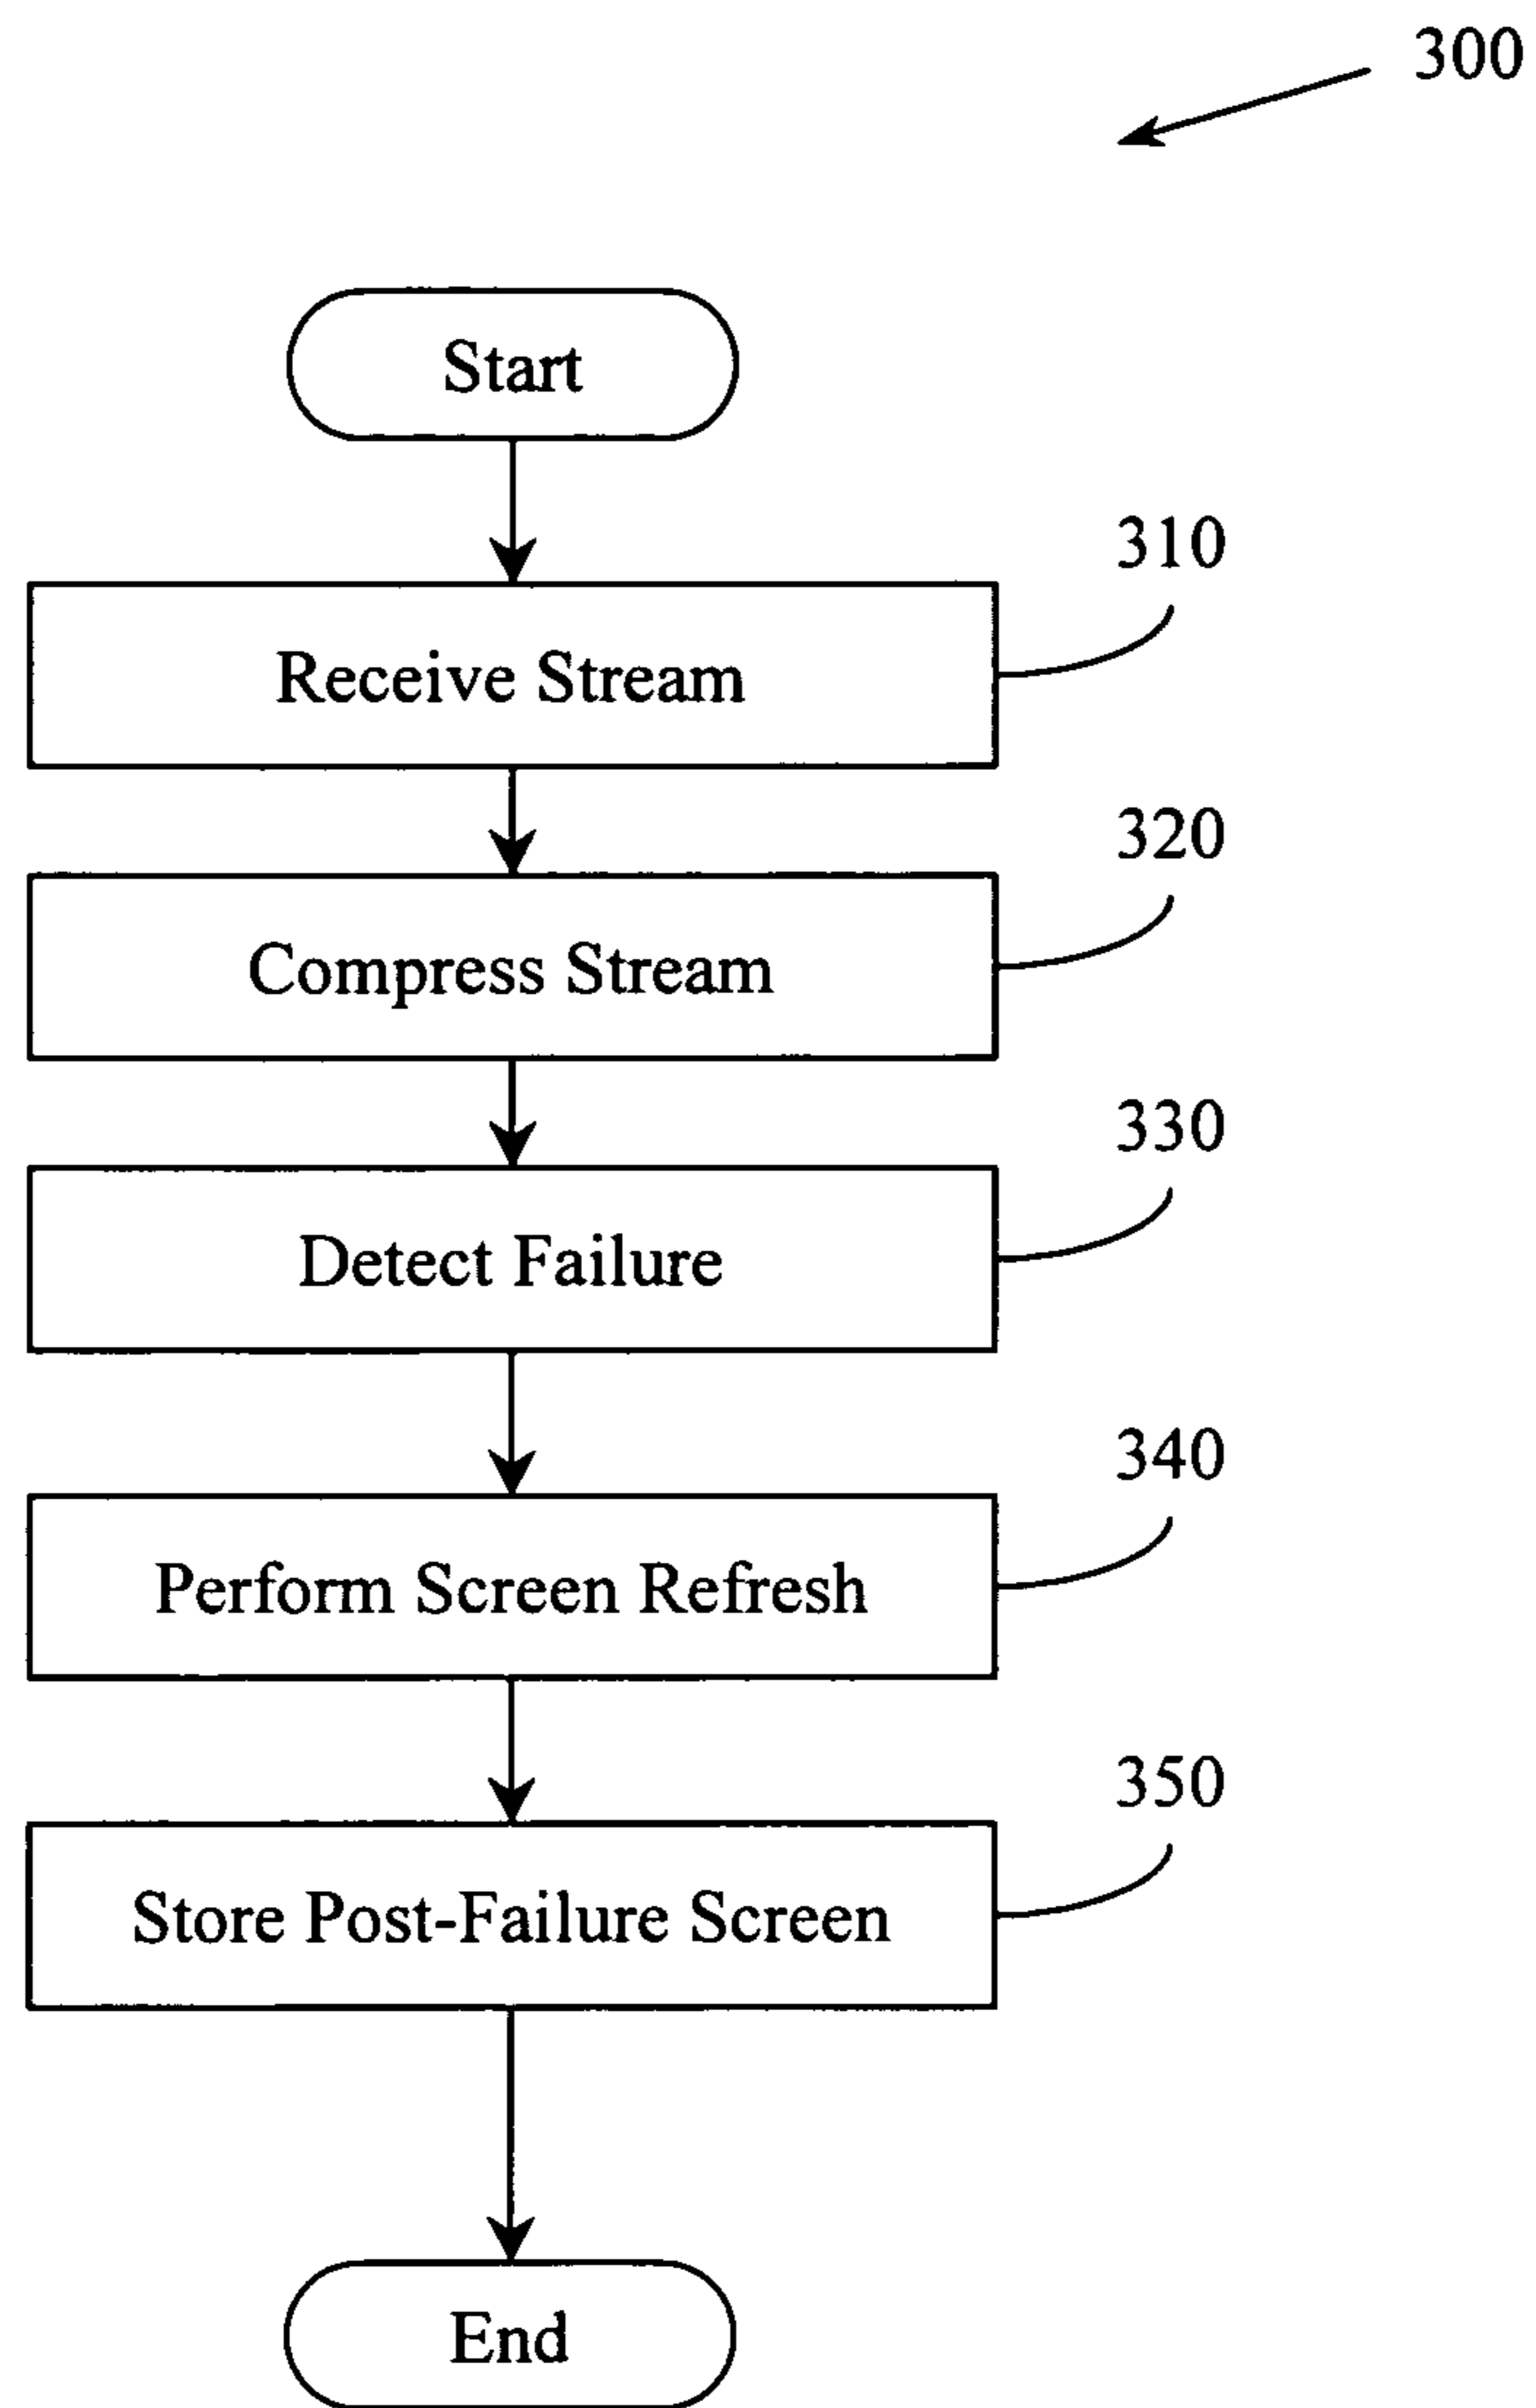 300
Start
310
Receive Stream
320
Compress Stream
330
Detect Failure
340
Perform Screen Refresh
350
Store Post-Failure Screen
End